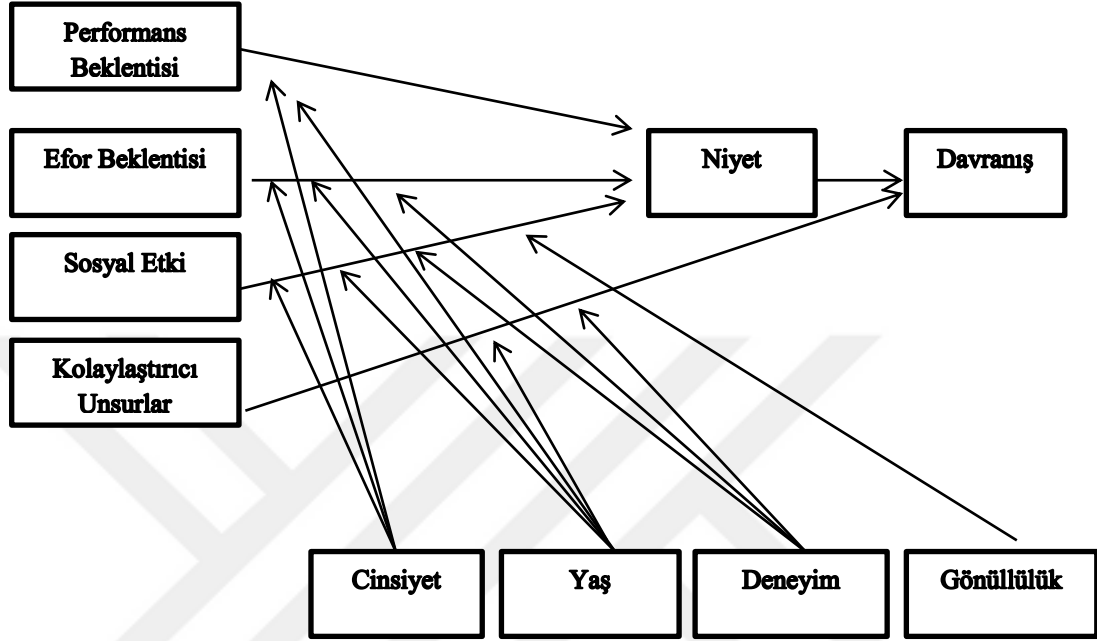 Performans
Beklentisi
Efor Beklentisi
Niyet
Davranış
Sosyal Etki
Kolaylaştırıcı
Unsurlar
Cinsiyet
Yaş
Deneyim
Gönüllülük